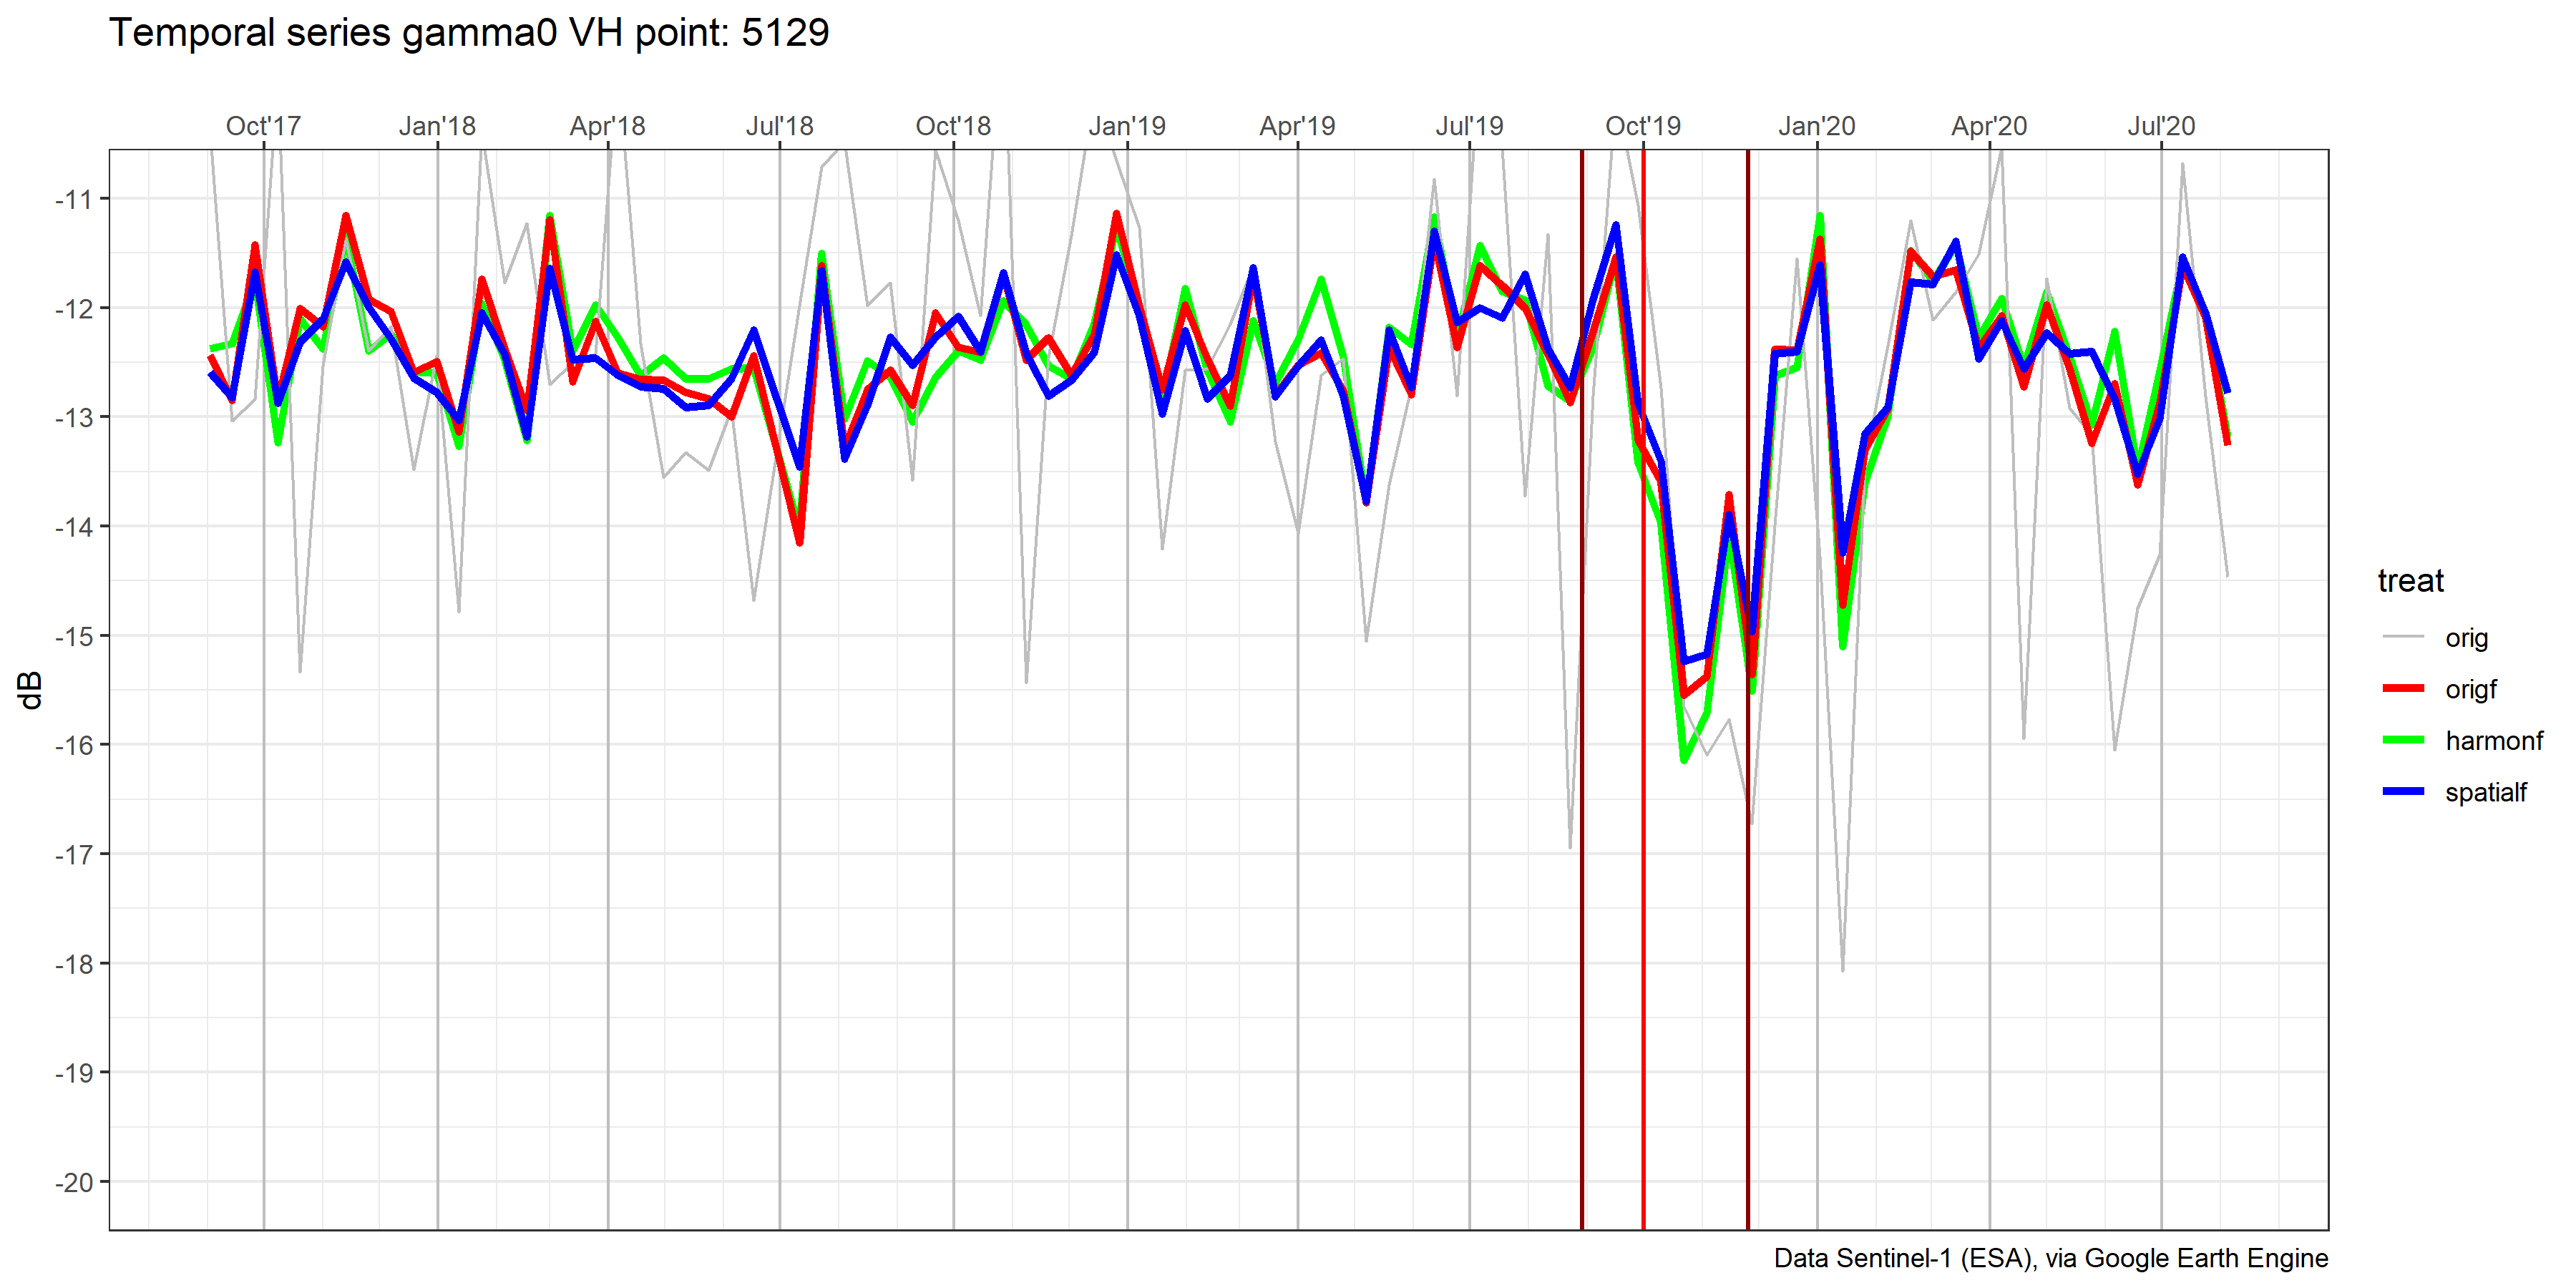 Temporal series gamma0 VH point: 5129
Oct'17 Jan'18 Apr'18 Jul'18 Oct'18 Jan'19 Apr'19 Jul'19 Oct'19 Jan'20 Apr'20 Jul'20
-11
-12
-13
-14
-15
-16
-17
-18
-19
-20
dB
treat
orig
origf
harmonf
spatialf
Data Sentinel-1 (ESA), via Google Earth Engine